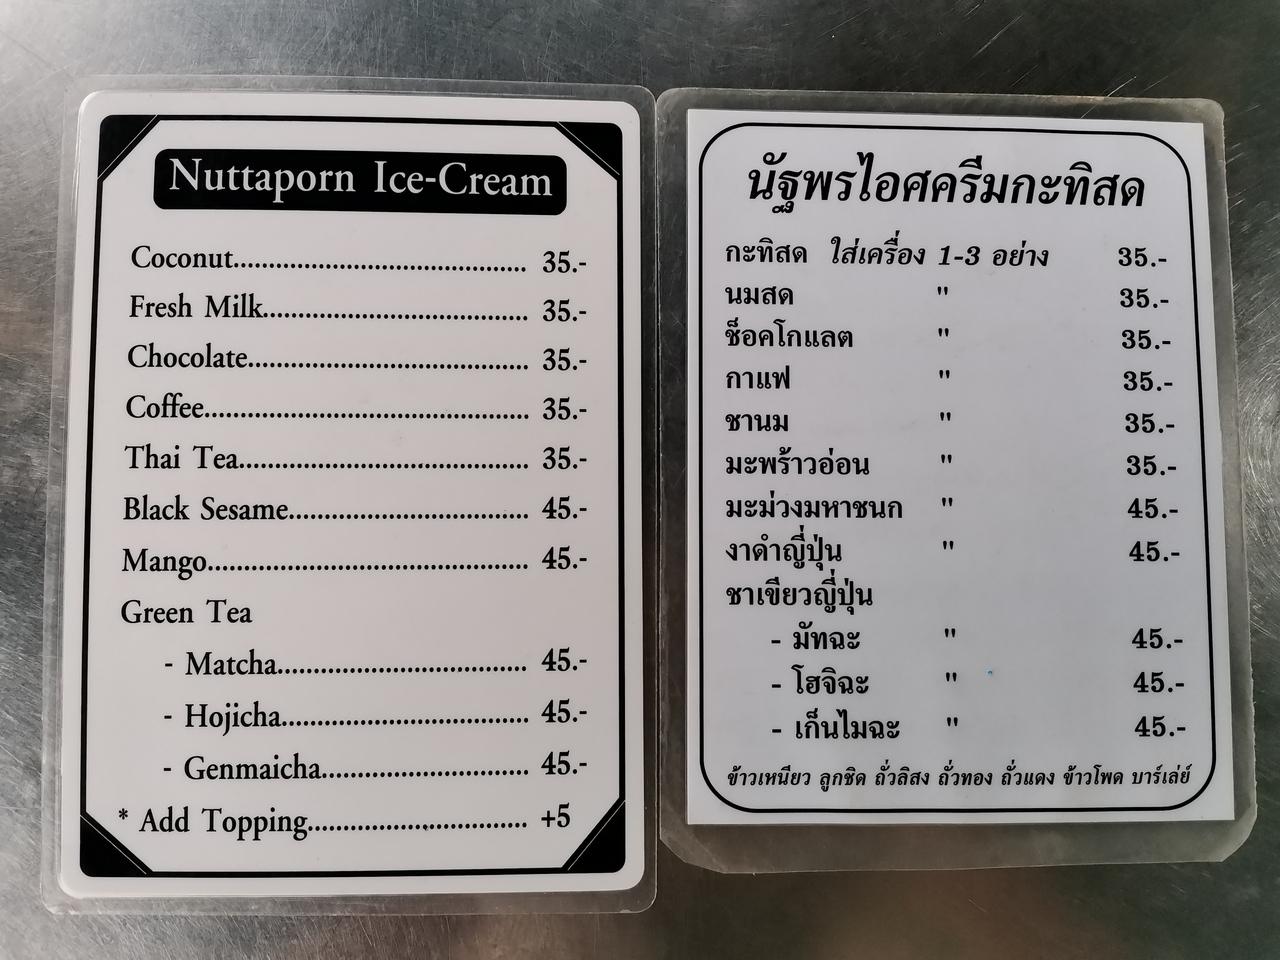 Nuttaporn Ice-Cream
Coconut........................................ 35.-
Fresh Milk..................................... 35.-
Chocolate....................................... 35.-
Coffee............................................. 35.-
Thai Tea........................................ 35.-
Black Sesame................................. 45.-
Mango............................................ 45.-
Green Tea
- Matcha................................... 45.-
- Hojicha.................................. 45.-
- Genmaicha............................. 45.-
* Add Topping............................... +5
นัฐพรไอศครีมกะทิสด
กะทิสด ใส่เครื่อง 1-3 อย่าง 35.-
นมสด " 35.-
ช็อคโกแลต " 35.-
กาแฟ " 35.-
ชานม " 35.-
มะพร้าวอ่อน " 35.-
มะม่วงมหาชนก " 45.-
งาดำญี่ปุ่น " 45.-
ชาเขียวญี่ปุ่น
- มัทฉะ " 45.-
- โฮจิฉะ " 45.-
- เก็นไมฉะ " 45.-
ข้าวเหนียว ลูกชิด ถั่วลิสง ถั่วทอง ถั่วแดง ข้าวโพด บาร์เล่ย์